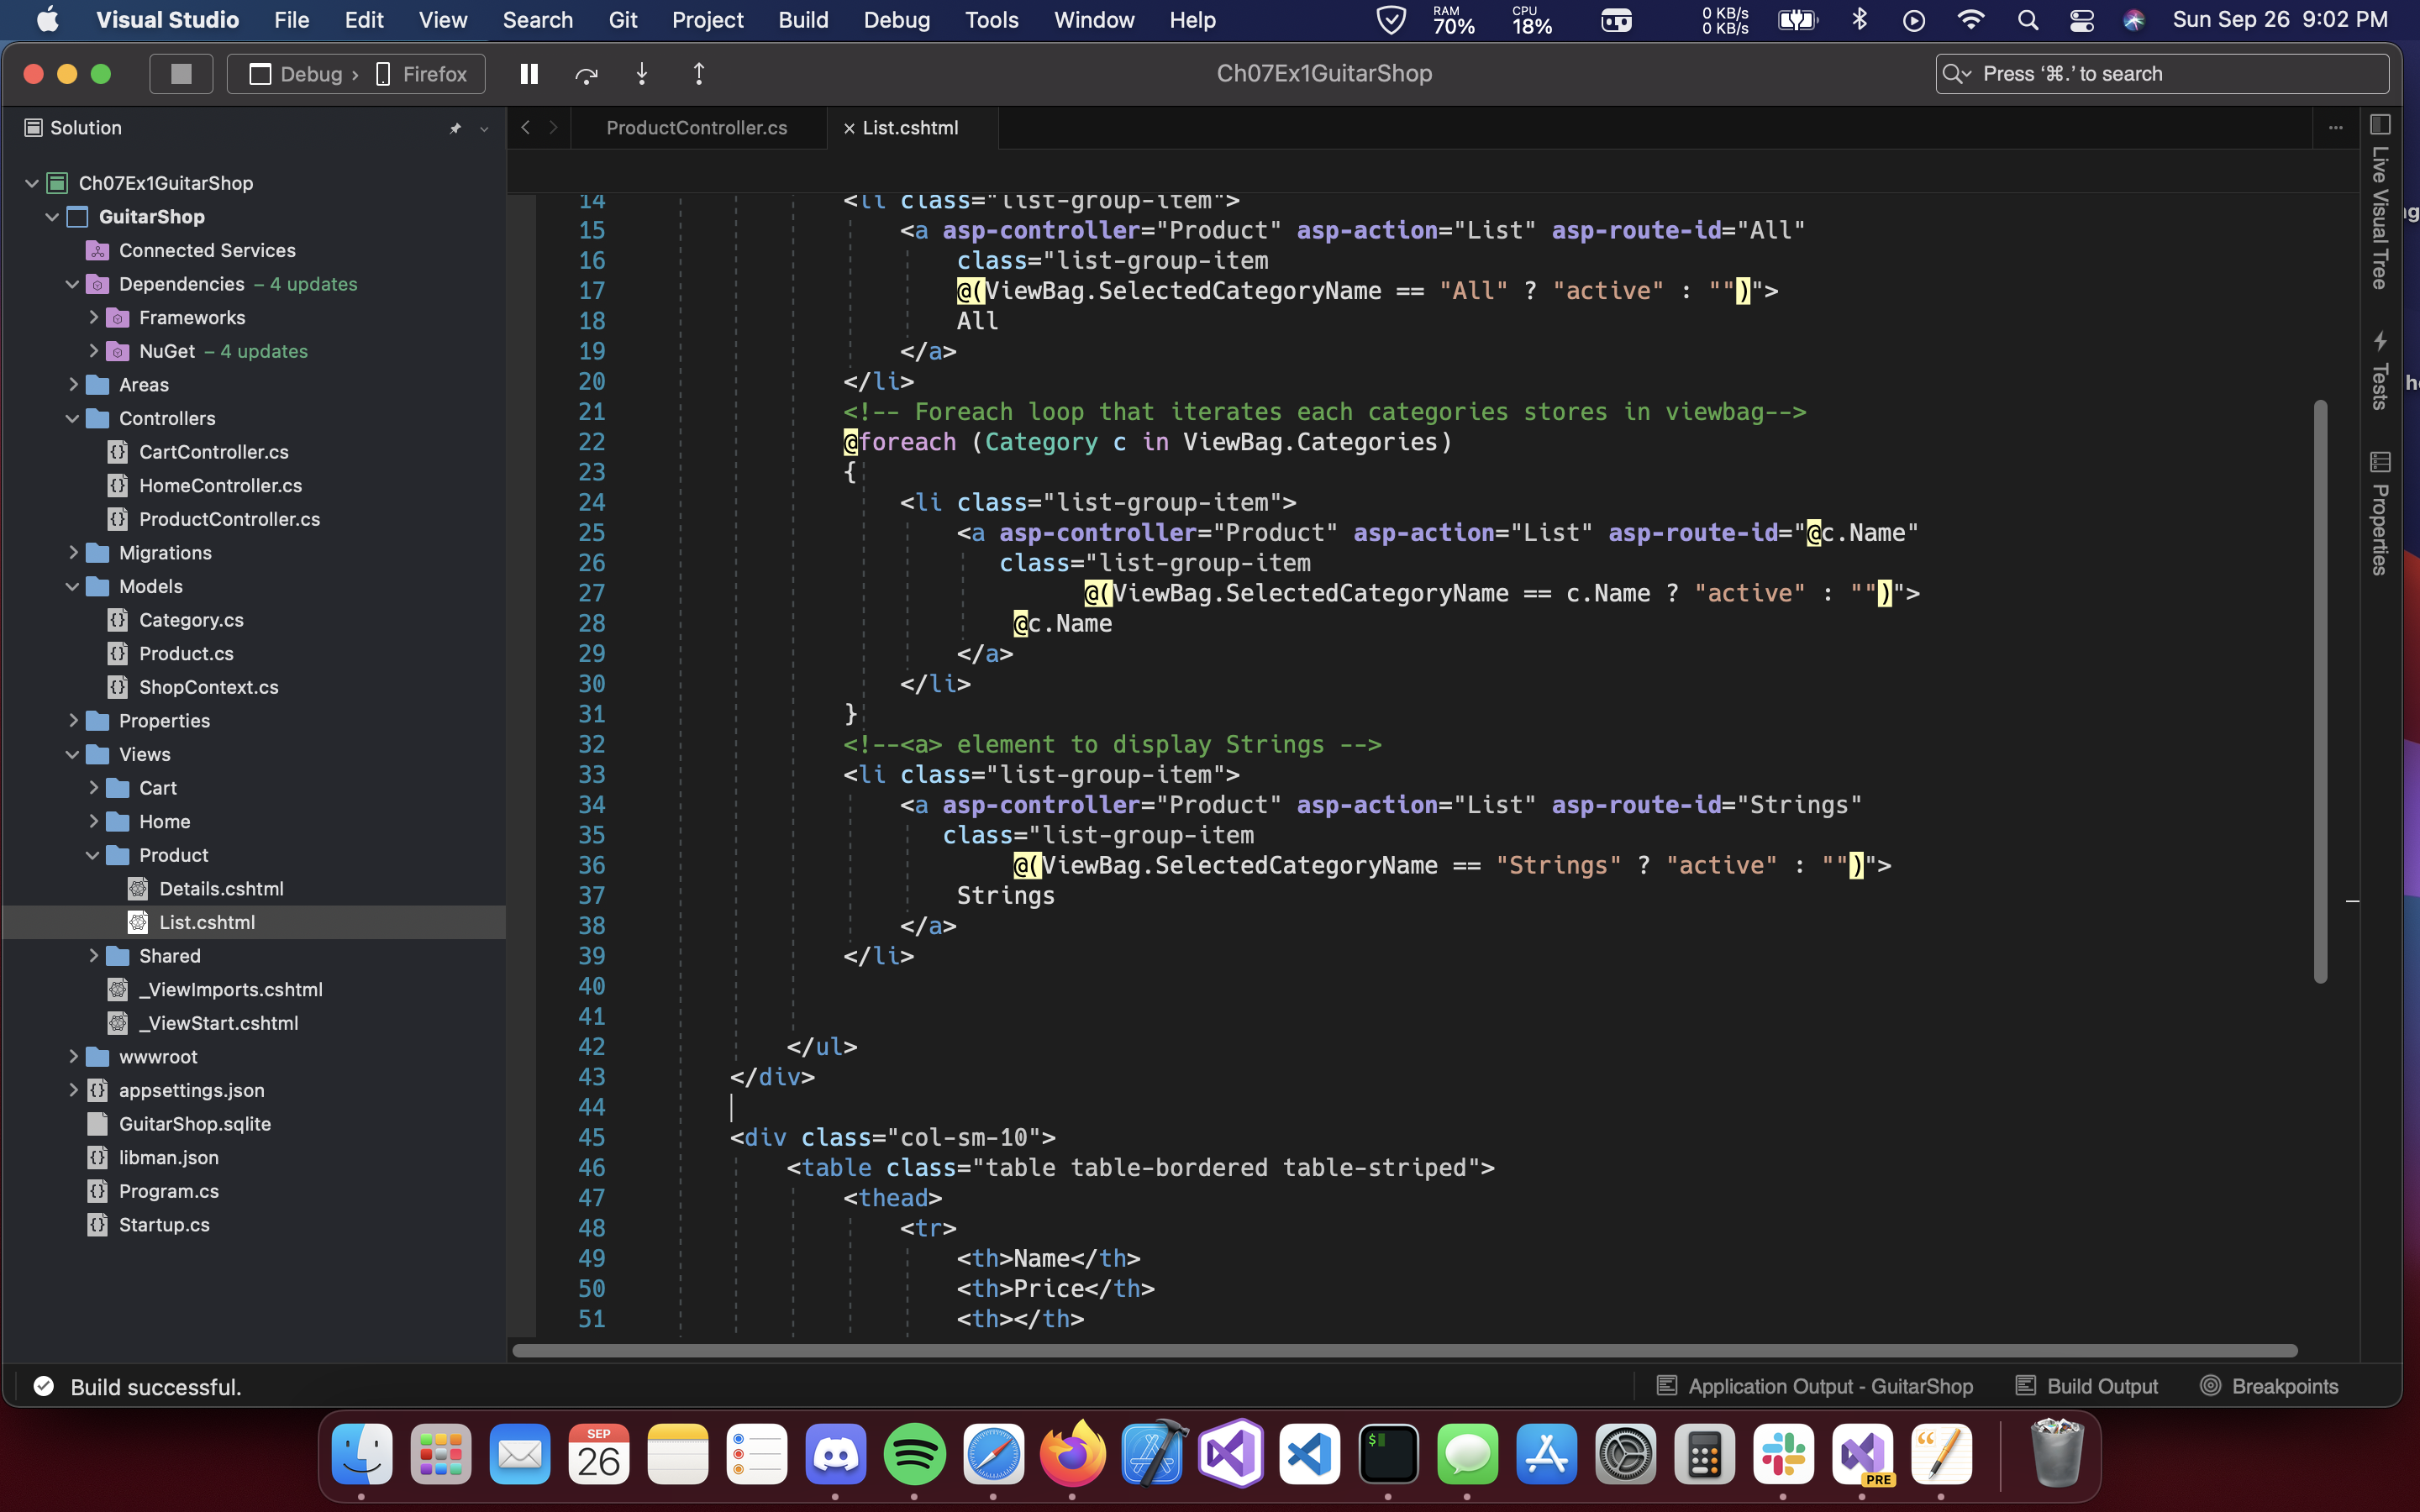 Visual Studio File Edit View Search Git Project Build Debug Tools Window Help RAM 70% CPU 18% 0 KB/s 0 KB/s Sun Sep 26 9:02 PM
Debug › Firefox Ch07Ex1GuitarShop Press ‘⌘.’ to search
Solution
Ch07Ex1GuitarShop
GuitarShop
Connected Services
Dependencies – 4 updates
Frameworks
NuGet – 4 updates
Areas
Controllers
CartController.cs
HomeController.cs
ProductController.cs
Migrations
Models
Category.cs
Product.cs
ShopContext.cs
Properties
Views
Cart
Home
Product
Details.cshtml
List.cshtml
Shared
_ViewImports.cshtml
_ViewStart.cshtml
wwwroot
appsettings.json
GuitarShop.sqlite
libman.json
Program.cs
Startup.cs
ProductController.cs × List.cshtml
14 <li class="list-group-item">
15 <a asp-controller="Product" asp-action="List" asp-route-id="All"
16 class="list-group-item
17 @(ViewBag.SelectedCategoryName == "All" ? "active" : "")">
18 All
19 </a>
20 </li>
21 <!-- Foreach loop that iterates each categories stores in viewbag-->
22 @foreach (Category c in ViewBag.Categories)
23 {
24 <li class="list-group-item">
25 <a asp-controller="Product" asp-action="List" asp-route-id="@c.Name"
26 class="list-group-item
27 @(ViewBag.SelectedCategoryName == c.Name ? "active" : "")">
28 @c.Name
29 </a>
30 </li>
31 }
32 <!--<a> element to display Strings -->
33 <li class="list-group-item">
34 <a asp-controller="Product" asp-action="List" asp-route-id="Strings"
35 class="list-group-item
36 @(ViewBag.SelectedCategoryName == "Strings" ? "active" : "")">
37 Strings
38 </a>
39 </li>
40
41
42 </ul>
43 </div>
44
45 <div class="col-sm-10">
46 <table class="table table-bordered table-striped">
47 <thead>
48 <tr>
49 <th>Name</th>
50 <th>Price</th>
51 <th></th>
Live Visual Tree
Tests
Properties
Build successful. Application Output - GuitarShop Build Output Breakpoints
SEP
26
$
PRE